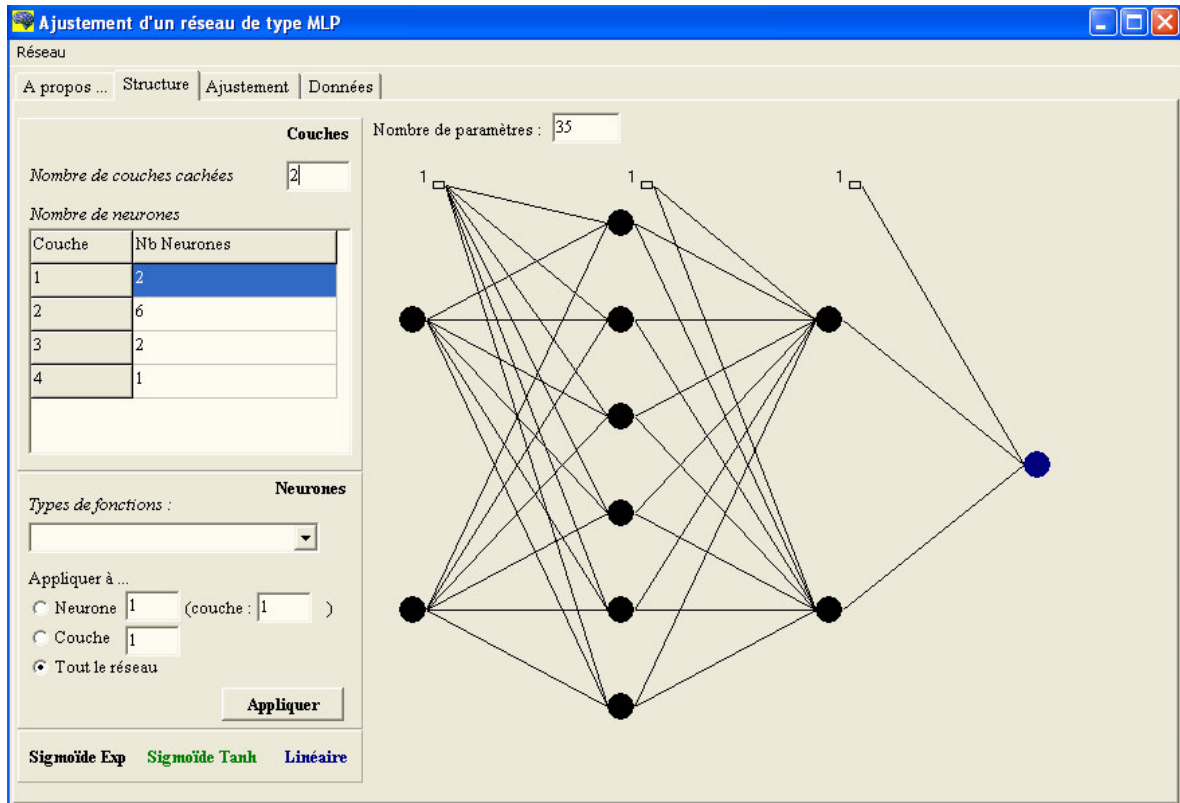 Ajustement d'un réseau de type MLP
Réseau
A propos ... Structure Ajustement Données
Couches
Nombre de couches cachées 2
Nombre de neurones
Couche Nb Neurones
1 2
2 6
3 2
4 1
Neurones
Types de fonctions :
Appliquer à ...
Neurone 1 (couche : 1 )
Couche 1
Tout le réseau
Appliquer
Sigmoïde Exp Sigmoïde Tanh Linéaire
Nombre de paramètres : 35
1 1 1